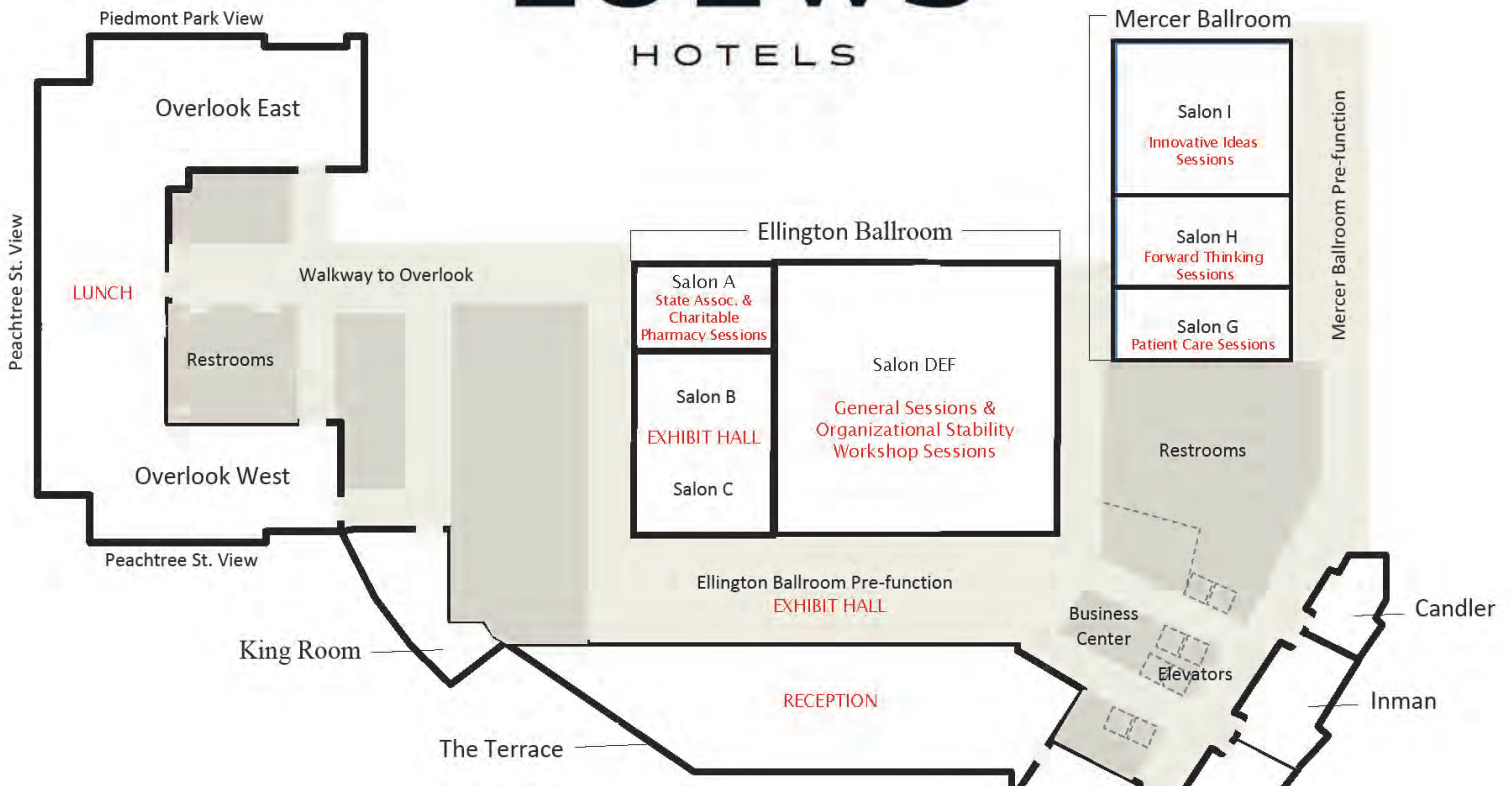 Piedmont Park View
LOEWS
HOTELS
Mercer Ballroom
Overlook East
Salon I
Innovative Ideas
Sessions
Mercer Ballroom Pre-function
Peachtree St. View
Ellington Ballroom
Salon H
Forward Thinking
Sessions
Walkway to Overlook
LUNCH
Salon A
State Assoc. &
Charitable
Pharmacy Sessions
Salon G
Patient Care Sessions
Restrooms
Salon B
EXHIBIT HALL
Salon C
Salon DEF
General Sessions &
Organizational Stability
Workshop Sessions
Restrooms
Overlook West
Peachtree St. View
Ellington Ballroom Pre-function
EXHIBIT HALL
Business
Center
Candler
King Room
Elevators
RECEPTION
Inman
The Terrace